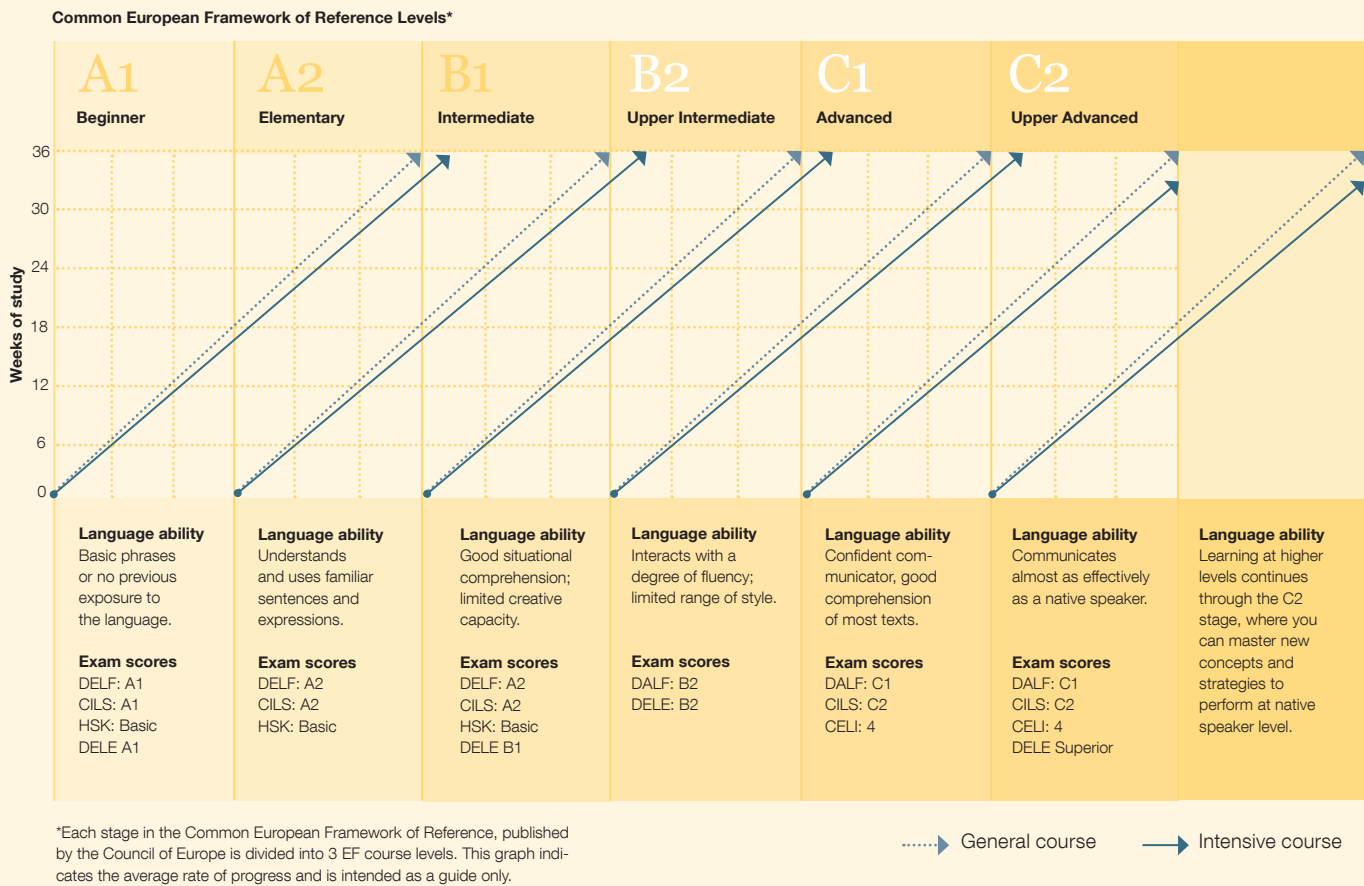 Common European Framework of Reference Levels*
A1
Beginner
A2
Elementary
B1
Intermediate
B2
Upper Intermediate
C1
Advanced
C2
Upper Advanced
Weeks of study
36
30
24
18
12
6
0
Language ability
Basic phrases
or no previous
exposure to
the language.
Exam scores
DELF: A1
CILS: A1
HSK: Basic
DELE A1
Language ability
Understands
and uses familiar
sentences and
expressions.
Exam scores
DELF: A2
CILS: A2
HSK: Basic
Language ability
Good situational
comprehension;
limited creative
capacity.
Exam scores
DELF: A2
CILS: A2
HSK: Basic
DELE B1
Language ability
Interacts with a
degree of fluency;
limited range of style.
Exam scores
DALF: B2
DELE: B2
Language ability
Confident com-
municator, good
comprehension
of most texts.
Exam scores
DALF: C1
CILS: C2
CELI: 4
Language ability
Communicates
almost as effectively
as a native speaker.
Exam scores
DALF: C1
CILS: C2
CELI: 4
DELE Superior
Language ability
Learning at higher
levels continues
through the C2
stage, where you
can master new
concepts and
strategies to
perform at native
speaker level.
*Each stage in the Common European Framework of Reference, published
by the Council of Europe is divided into 3 EF course levels. This graph indi-
cates the average rate of progress and is intended as a guide only.
General course
Intensive course